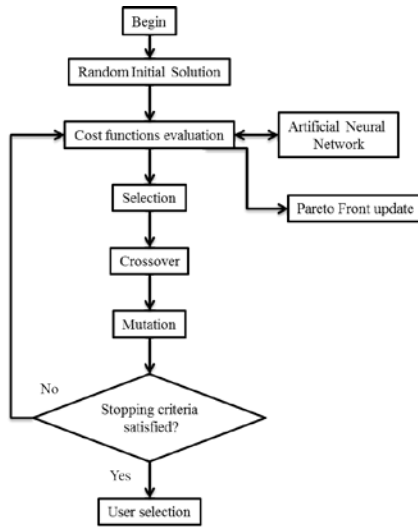 Begin
Random Initial Solution
Cost functions evaluation
Artificial Neural
Network
Selection
Pareto Front update
Crossover
Mutation
No
Stopping criteria
satisfied?
Yes
User selection